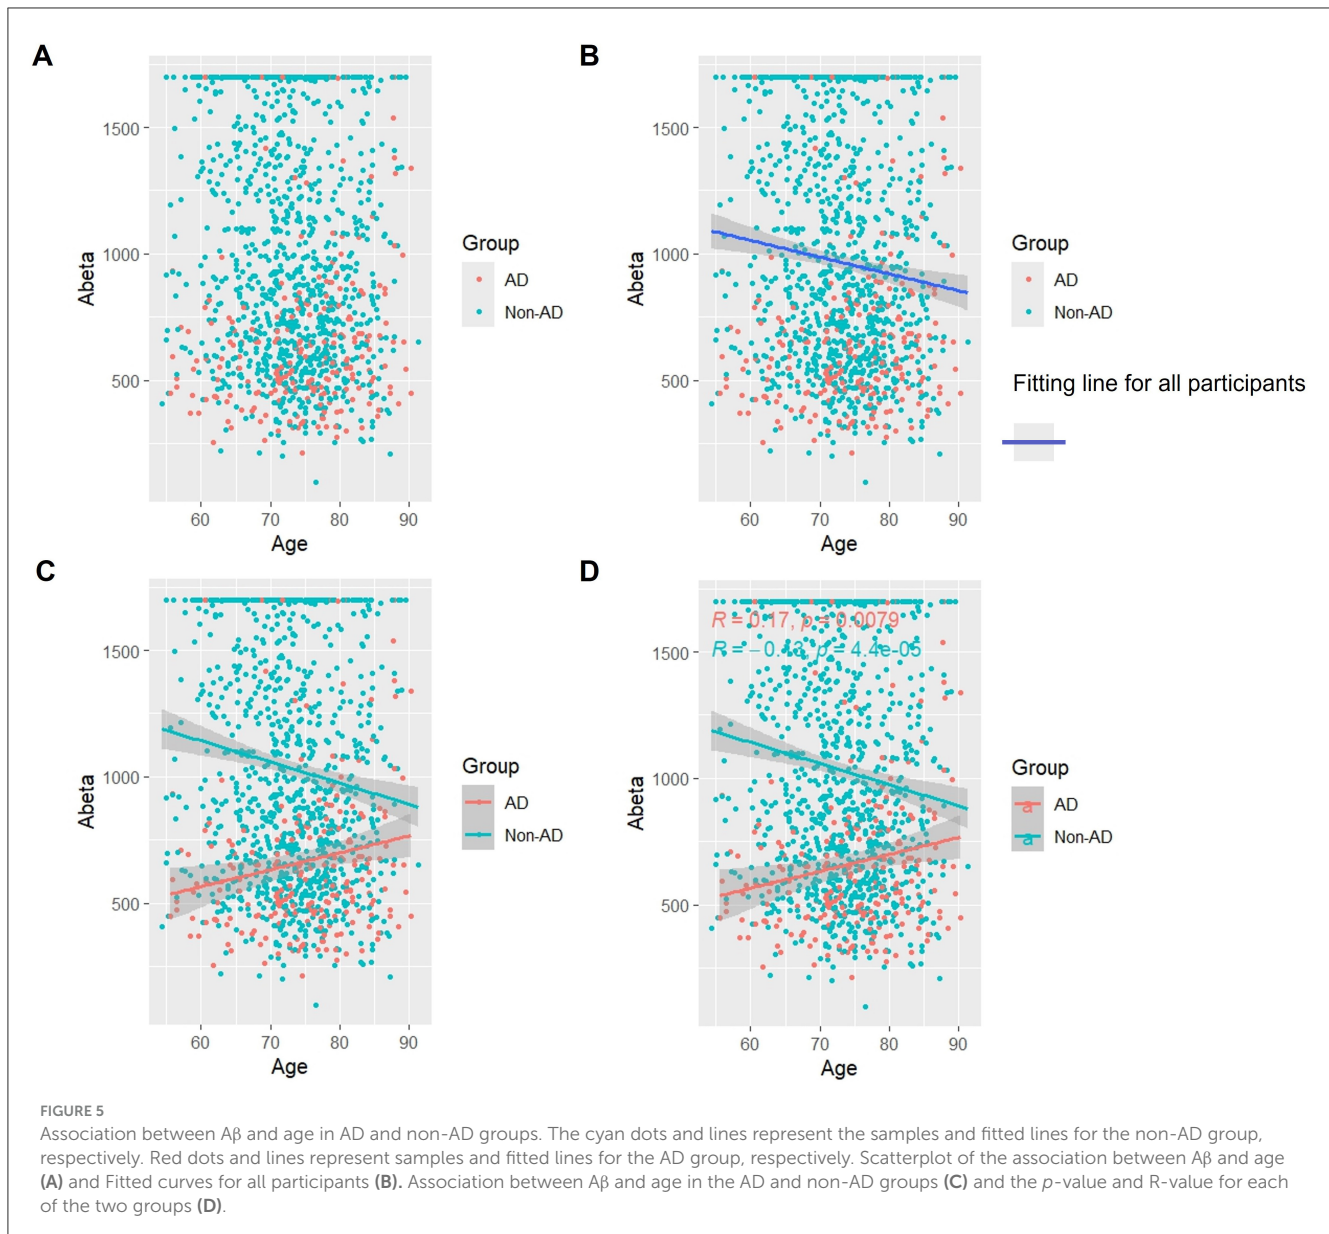 A
B
1500
1000
500
Abeta
60
70
80
90
Age
Group
AD
Non-AD
1500
1000
500
Abeta
60
70
80
90
Age
Group
AD
Non-AD
Fitting line for all participants
C
D
1500
1000
500
Abeta
60
70
80
90
Age
Group
AD
Non-AD
R = 0.17, p = 0.0079
R = −0.13, p = 4.4e-05
1500
1000
500
Abeta
60
70
80
90
Age
Group
a AD
a Non-AD
FIGURE 5
Association between Aβ and age in AD and non-AD groups. The cyan dots and lines represent the samples and fitted lines for the non-AD group,
respectively. Red dots and lines represent samples and fitted lines for the AD group, respectively. Scatterplot of the association between Aβ and age
(A) and Fitted curves for all participants (B). Association between Aβ and age in the AD and non-AD groups (C) and the p-value and R-value for each
of the two groups (D).